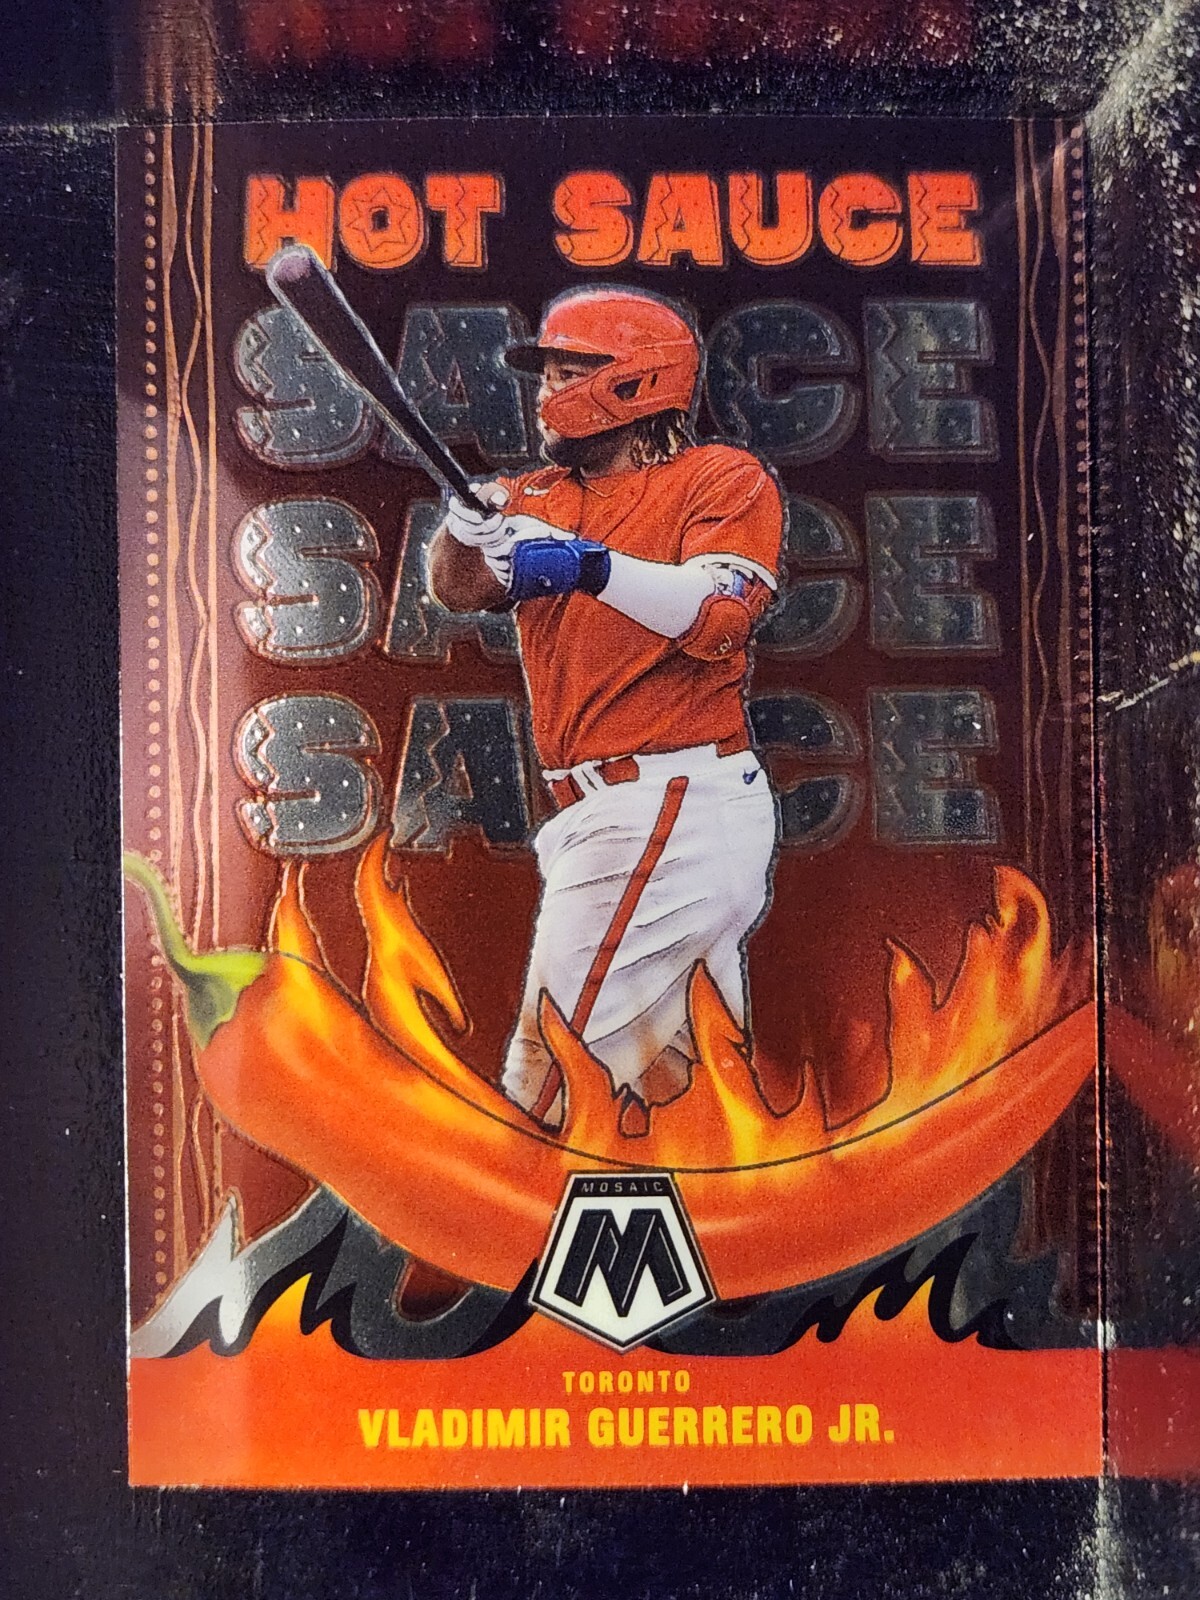 HOT SAUCE
SAUCE
SAUCE
SAUCE
MOSAIC
M
TORONTO
VLADIMIR GUERRERO JR.